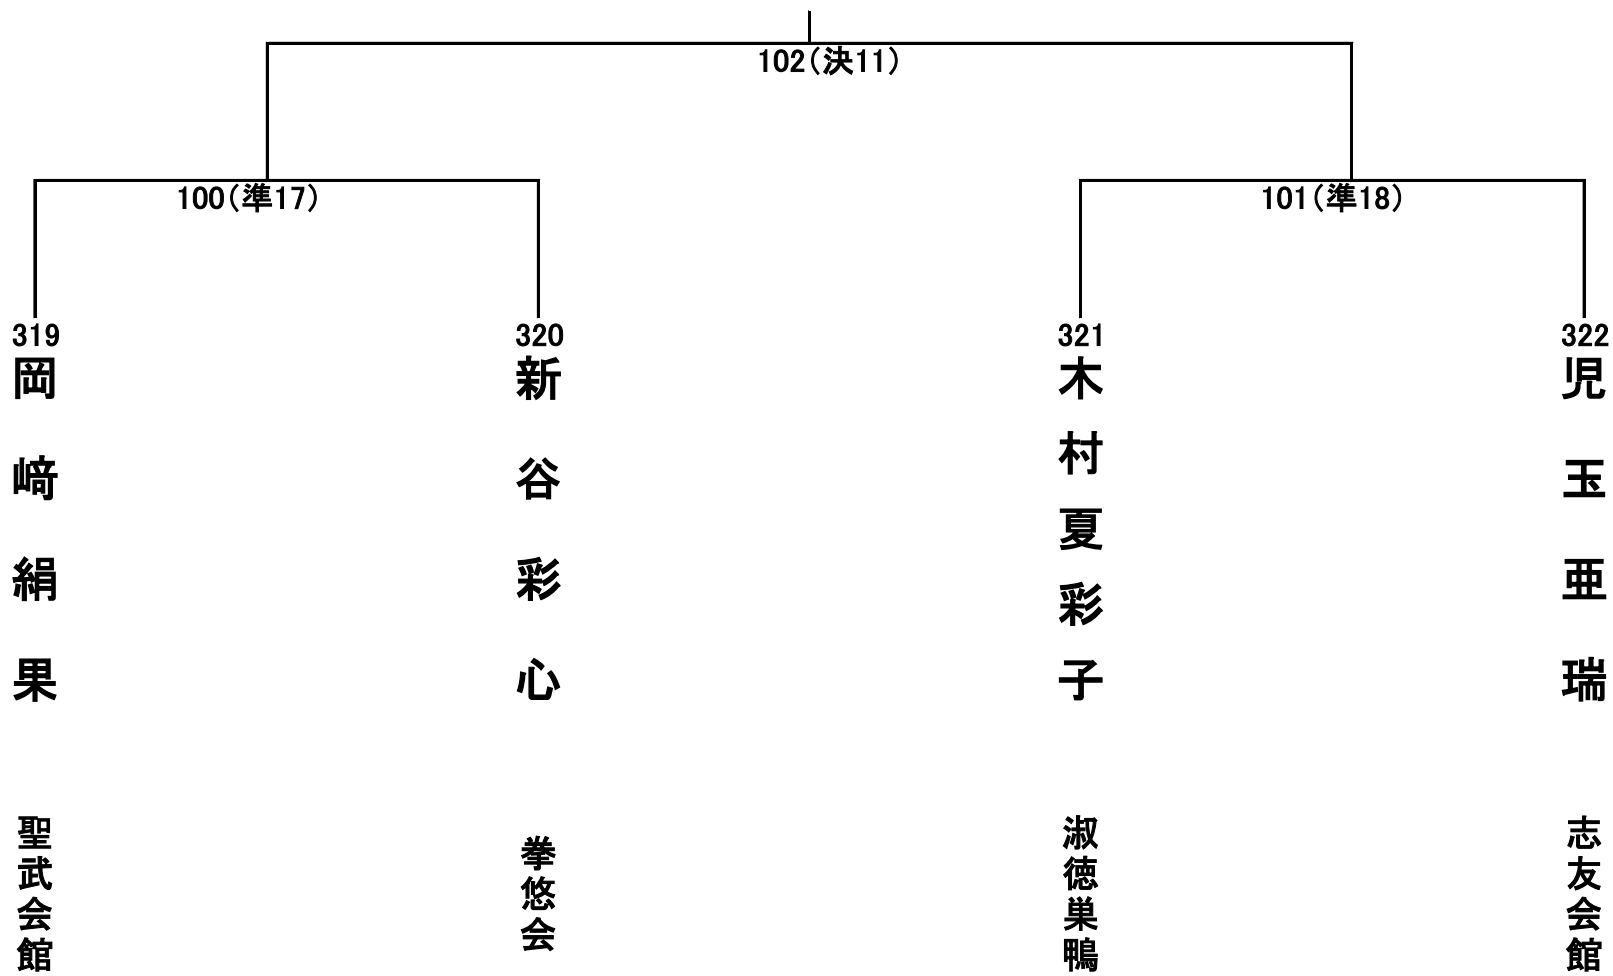 102(決11)
100(準17)
101(準18)
319
320
321
322
岡﨑絹果
新谷彩心
木村夏彩子
児玉亜瑞
聖武会館
拳悠会
淑徳巣鴨
志友会館